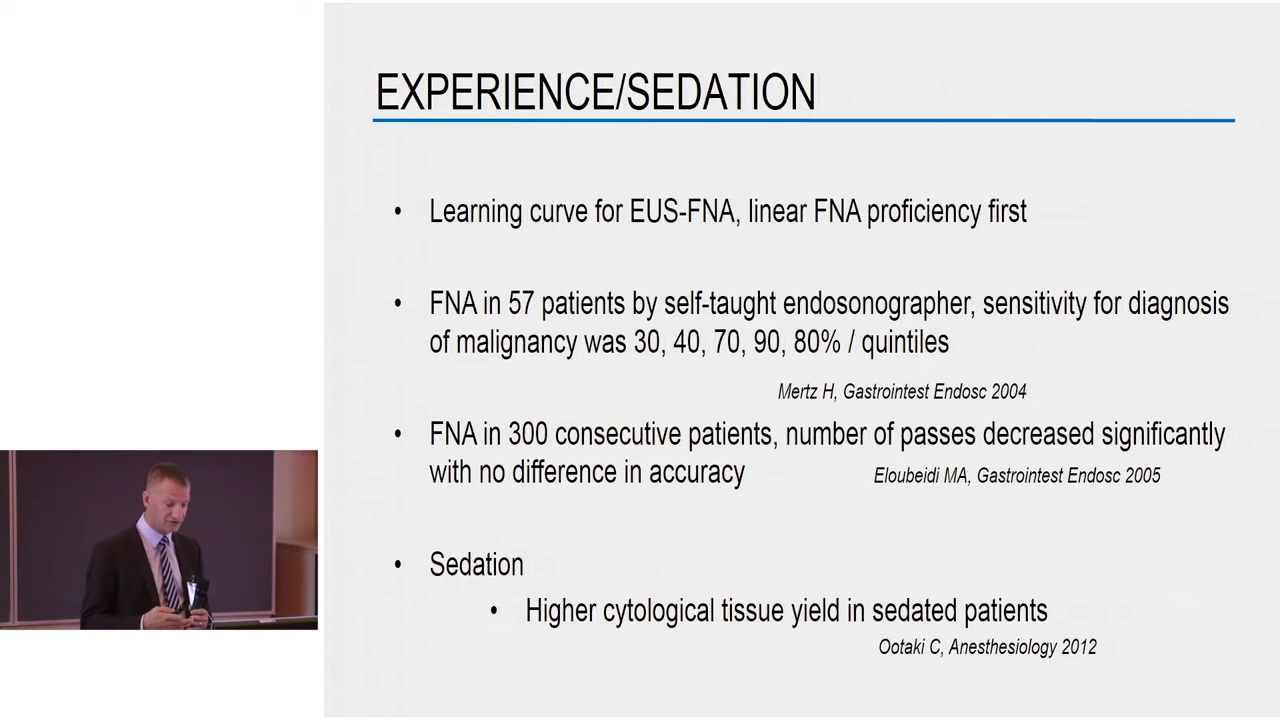 EXPERIENCE/SEDATION
• Learning curve for EUS-FNA, linear FNA proficiency first
• FNA in 57 patients by self-taught endosonographer, sensitivity for diagnosis
of malignancy was 30, 40, 70, 90, 80% / quintiles
Mertz H, Gastrointest Endosc 2004
• FNA in 300 consecutive patients, number of passes decreased significantly
with no difference in accuracy
Eloubeidi MA, Gastrointest Endosc 2005
• Sedation
• Higher cytological tissue yield in sedated patients
Ootaki C, Anesthesiology 2012